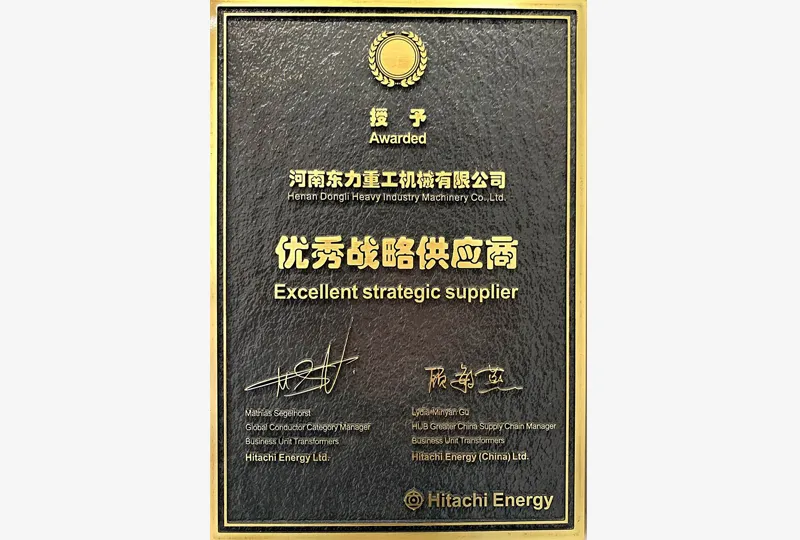 授 予
Awarded
河南东力重工机械有限公司
Henan Dongli Heavy Industry Machinery Co.,Ltd.
优秀战略供应商
Excellent strategic supplier
Mathias Segelhorst
Global Conductor Category Manager
Business Unit Transformers
Hitachi Energy Ltd.
Lydia-Minyan Gu
HUB Greater China Supply Chain Manager
Business Unit Transformers
Hitachi Energy (China) Ltd.
Hitachi Energy